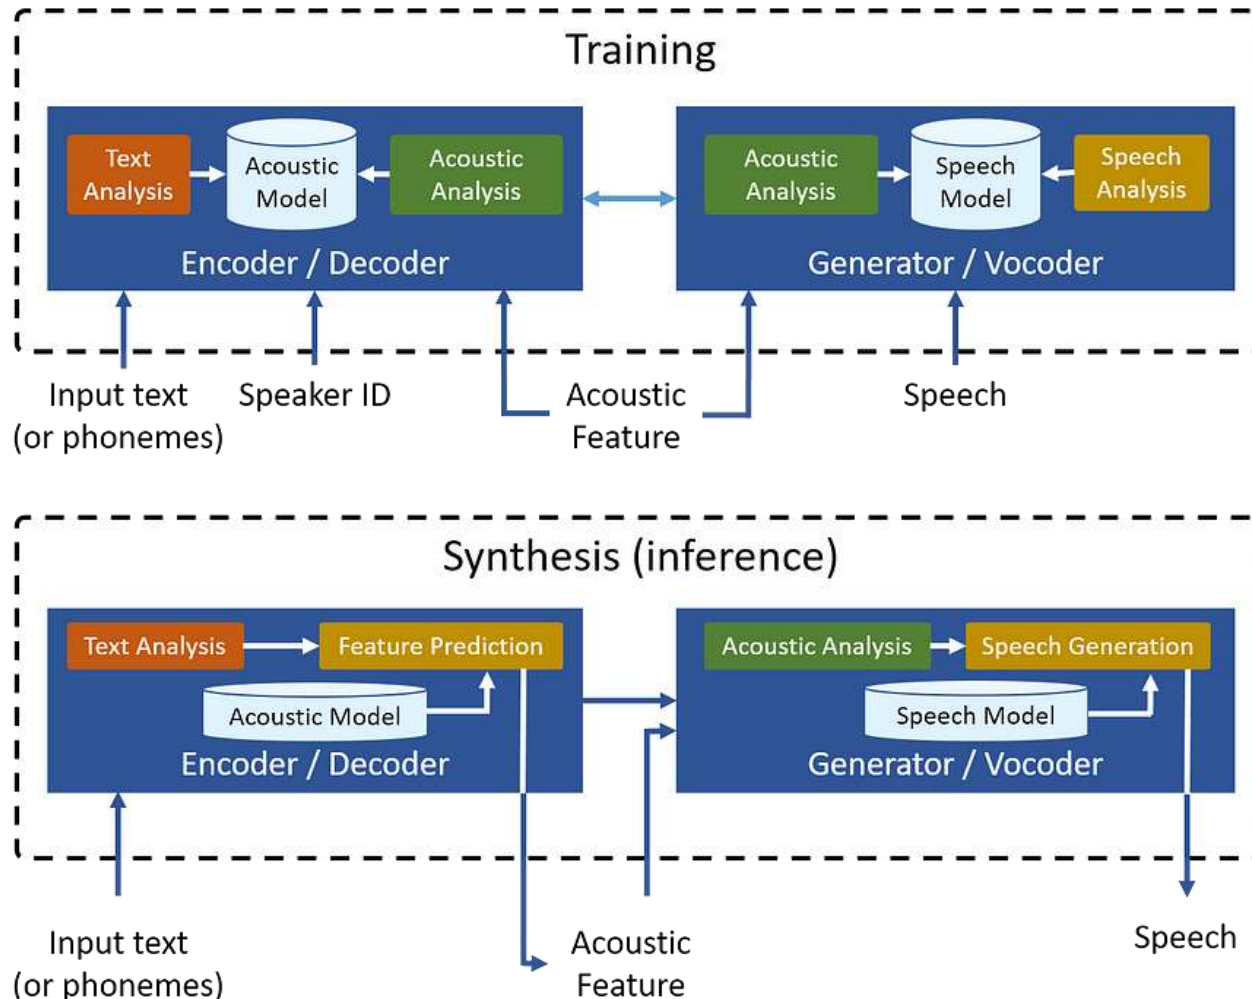 Training
Text
Analysis
Acoustic
Model
Acoustic
Analysis
Encoder / Decoder
Acoustic
Analysis
Speech
Model
Speech
Analysis
Generator / Vocoder
Input text
(or phonemes)
Speaker ID
Acoustic
Feature
Speech
Synthesis (inference)
Text Analysis
Feature Prediction
Acoustic Model
Encoder / Decoder
Acoustic Analysis
Speech Generation
Speech Model
Generator / Vocoder
Input text
(or phonemes)
Acoustic
Feature
Speech